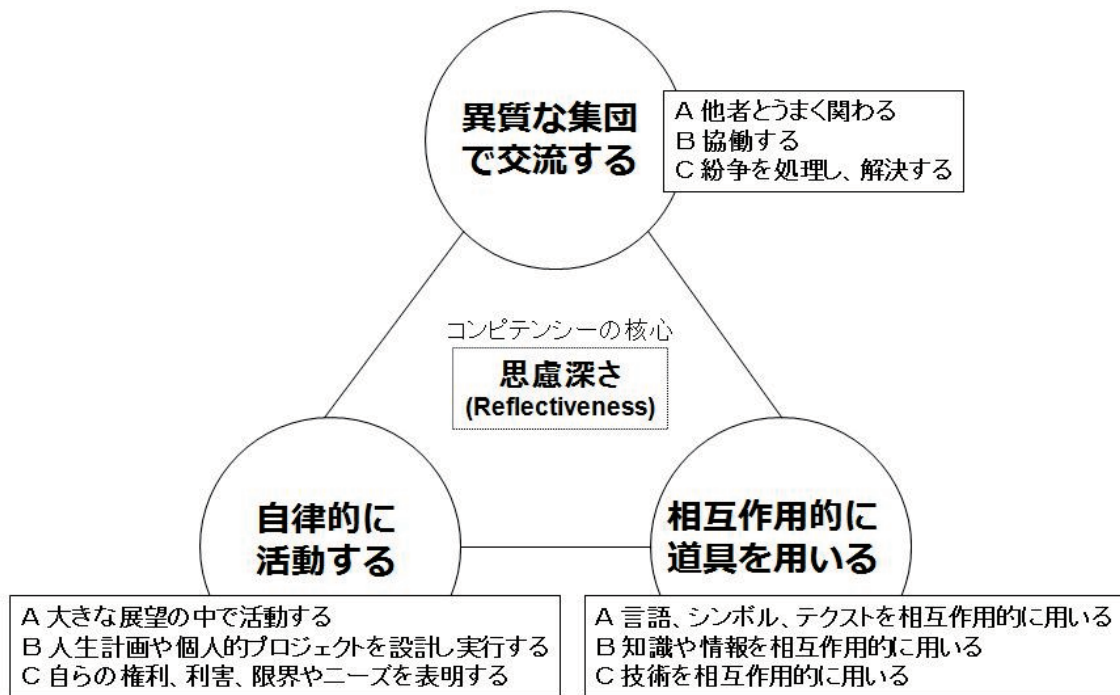 異質な集団
で交流する
A 他者とうまく関わる
B 協働する
C 紛争を処理し、解決する
コンピテンシーの核心
思慮深さ
(Reflectiveness)
自律的に
活動する
A 大きな展望の中で活動する
B 人生計画や個人的プロジェクトを設計し実行する
C 自らの権利、利害、限界やニーズを表明する
相互作用的に
道具を用いる
A 言語、シンボル、テクストを相互作用的に用いる
B 知識や情報を相互作用的に用いる
C 技術を相互作用的に用いる